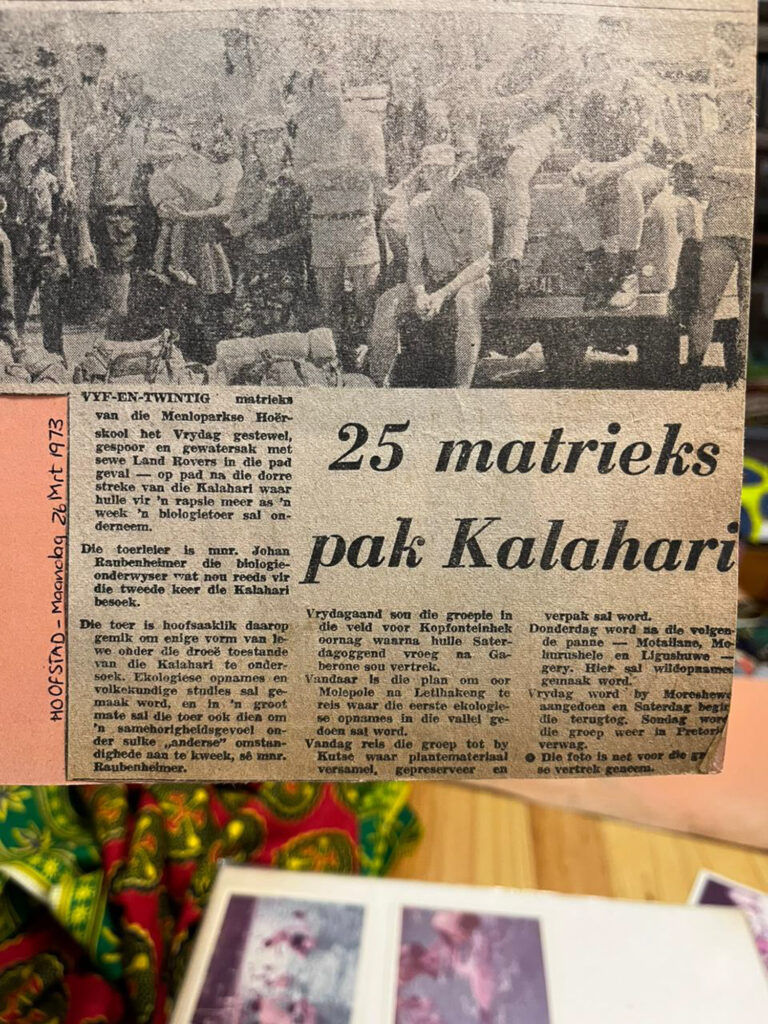 HOOFSTAD - Maandag 26 Mrt 1973
25 matrieks
pak Kalahari
VYF-EN-TWINTIG matrieks
van die Menloparkse Hoër-
skool het Vrydag gestewel,
gespoor en gewatersak met
sewe Land Rovers in die pad
geval — op pad na die dorre
streke van die Kalahari waar
hulle vir 'n rapsie meer as 'n
week 'n biologietoer sal on-
derneem.
Die toerleier is mnr. Johan
Raubenheimer die biologie-
onderwyser wat nou reeds vir
die tweede keer die Kalahari
besoek.
Die toer is hoofsaaklik daarop
gemik om enige vorm van le-
we onder die droeë toestande
van die Kalahari te onder-
soek. Ekologiese opnames en
volkekundige studies sal ge-
maak word, en in 'n groot
mate sal die toer ook dien om
'n samehorigheidsgevoel on-
der sulke „anderse" omstan-
dighede aan te kweek, sê mnr.
Raubenheimer.
Vrydagaand sou die groepie in
die veld voor Kopfonteinhek
oornag waarna hulle Sater-
dagoggend vroeg na Ga-
berone sou vertrek.
Vandaar is die plan om oor
Molepole na Letlhakeng te
reis waar die eerste ekologie-
se opnames in die vallei ge-
doen sal word.
Vandag reis die groep tot by
Kutse waar plantemateriaal
versamel, gepreserveer en
verpak sal word.
Donderdag word na die volgen-
de panne — Motailane, Mo-
hurushele en Ligushuwe —
gery. Hier sal wildopnames
gemaak word.
Vrydag word by Moreshewe
aangedoen en Saterdag begin
die terugtog. Sondag word
die groep weer in Pretoria
verwag.
● Die foto is net voor die
se vertrek geneem.